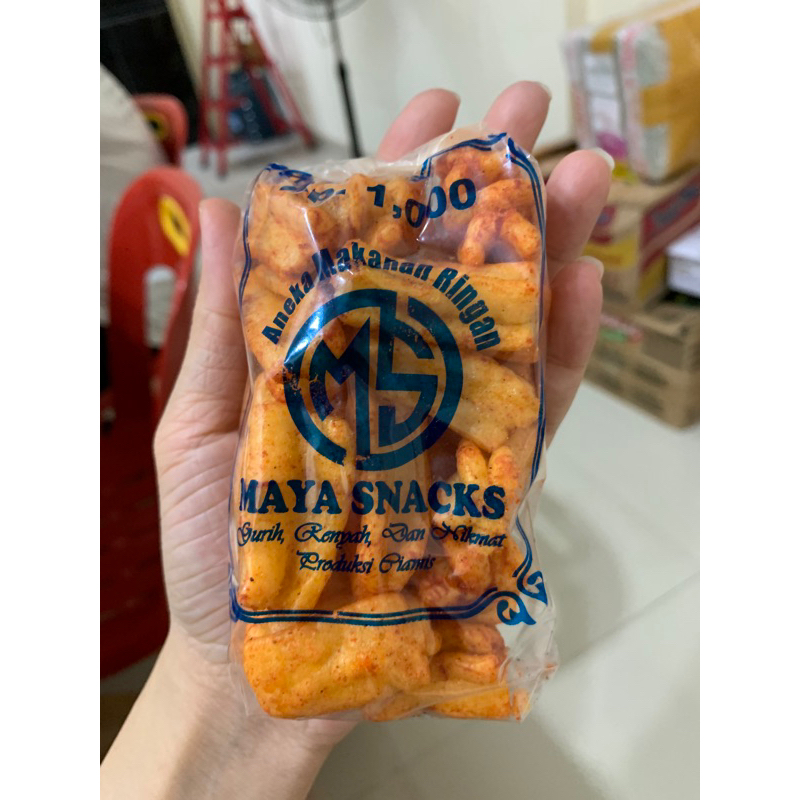 1,000
Aneka Makanan Ringan
MS
MAYA SNACKS
Gurih, Renyah, Dan Nikmat
Produksi Ciamis